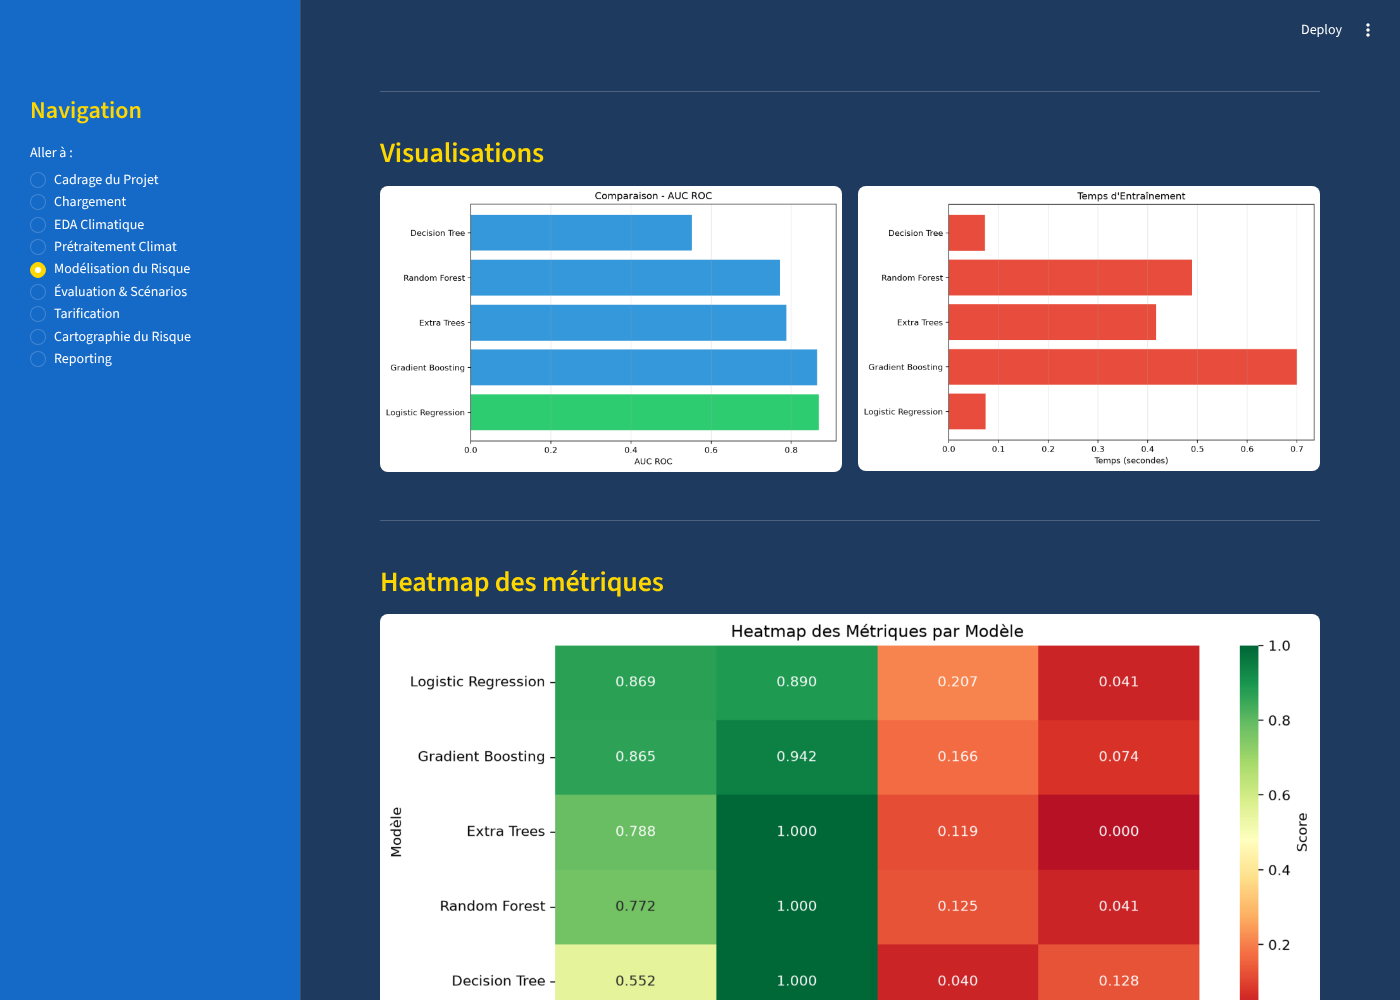 Deploy
Navigation
Aller à :
Cadrage du Projet
Chargement
EDA Climatique
Prétraitement Climat
Modélisation du Risque
Évaluation & Scénarios
Tarification
Cartographie du Risque
Reporting
Visualisations
Comparaison - AUC ROC
Decision Tree
Random Forest
Extra Trees
Gradient Boosting
Logistic Regression
0.0 0.2 0.4 0.6 0.8
AUC ROC
Temps d'Entraînement
Decision Tree
Random Forest
Extra Trees
Gradient Boosting
Logistic Regression
0.0 0.1 0.2 0.3 0.4 0.5 0.6 0.7
Temps (secondes)
Heatmap des métriques
Heatmap des Métriques par Modèle
Modèle
Logistic Regression 0.869 0.890 0.207 0.041
Gradient Boosting 0.865 0.942 0.166 0.074
Extra Trees 0.788 1.000 0.119 0.000
Random Forest 0.772 1.000 0.125 0.041
Decision Tree 0.552 1.000 0.040 0.128
1.0
0.8
0.6
0.4
0.2
Score